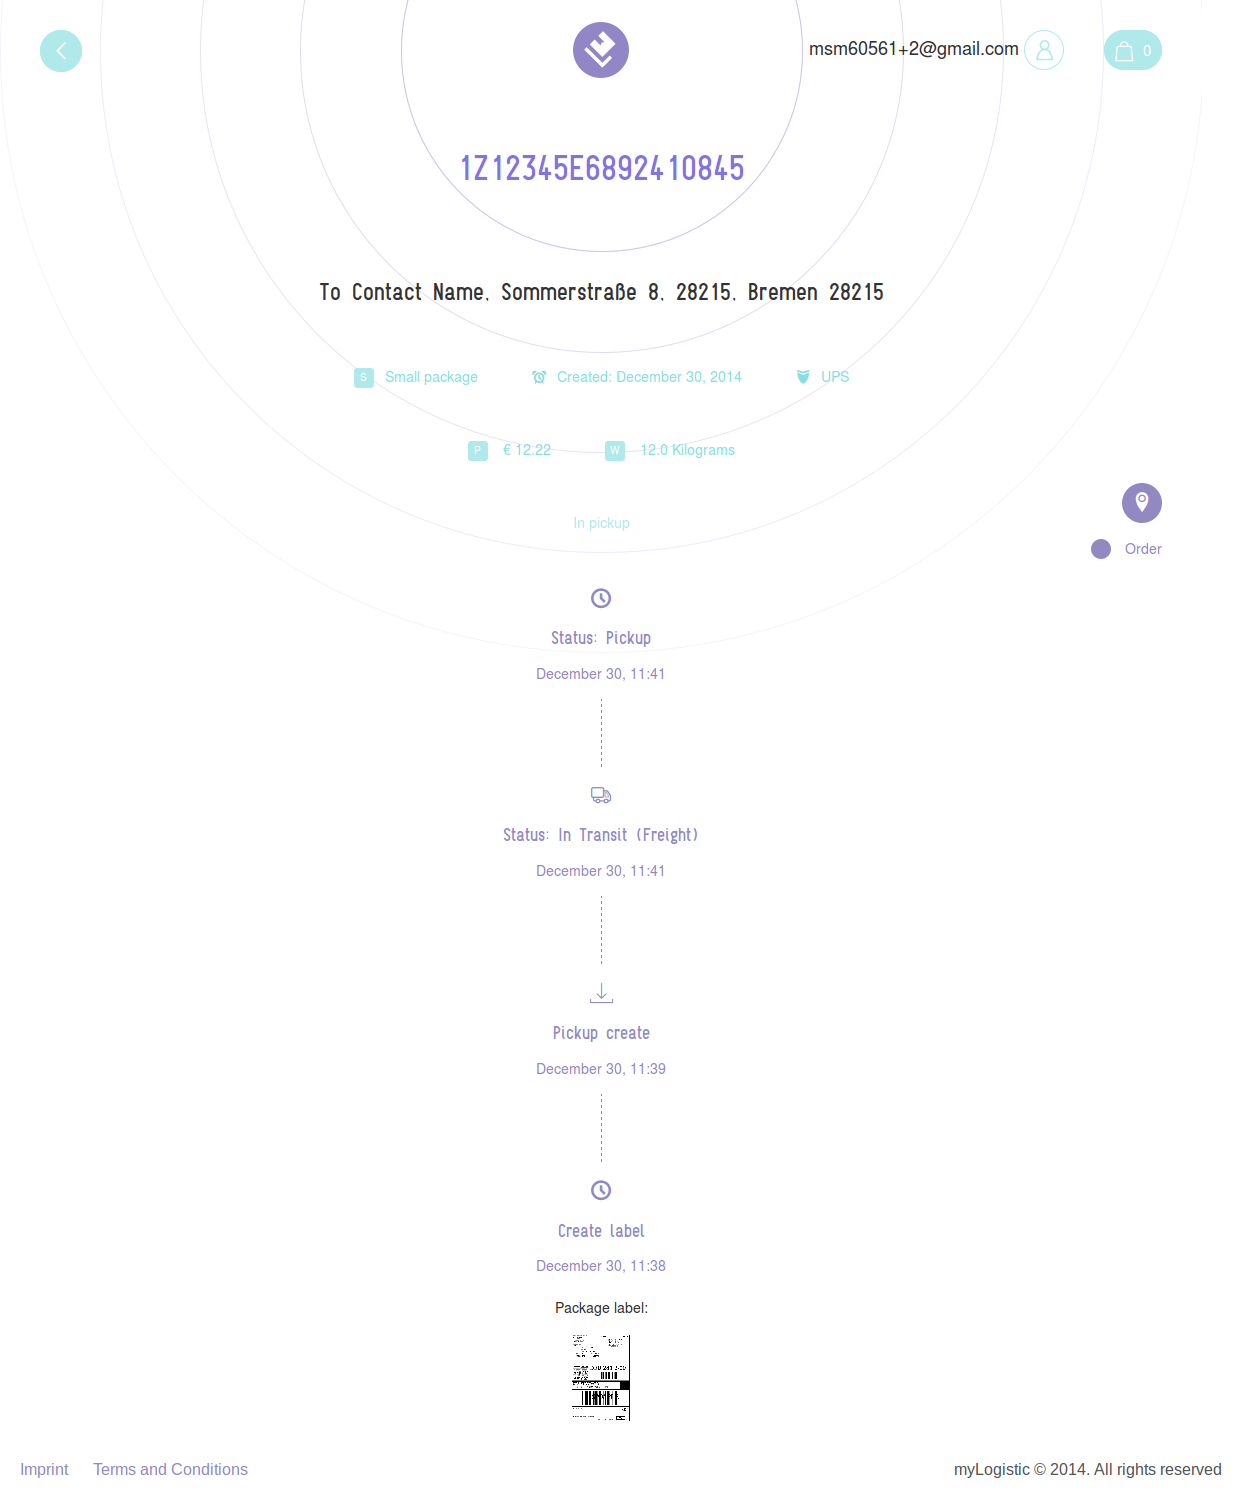 msm60561+2@gmail.com
0
1Z12345E6892410845
To Contact Name, Sommerstraße 8, 28215, Bremen 28215
S Small package
Created: December 30, 2014
UPS
P € 12.22
W 12.0 Kilograms
In pickup
Order
Status: Pickup
December 30, 11:41
Status: In Transit (Freight)
December 30, 11:41
Pickup create
December 30, 11:39
Create label
December 30, 11:38
Package label:
Imprint
Terms and Conditions
myLogistic © 2014. All rights reserved